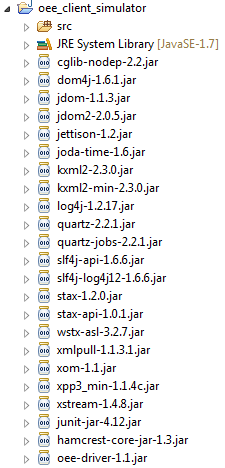 oee_client_simulator
src
JRE System Library [JavaSE-1.7]
cglib-nodep-2.2.jar
dom4j-1.6.1.jar
jdom-1.1.3.jar
jdom2-2.0.5.jar
jettison-1.2.jar
joda-time-1.6.jar
kxml2-2.3.0.jar
kxml2-min-2.3.0.jar
log4j-1.2.17.jar
quartz-2.2.1.jar
quartz-jobs-2.2.1.jar
slf4j-api-1.6.6.jar
slf4j-log4j12-1.6.6.jar
stax-1.2.0.jar
stax-api-1.0.1.jar
wstx-asl-3.2.7.jar
xmlpull-1.1.3.1.jar
xom-1.1.jar
xpp3_min-1.1.4c.jar
xstream-1.4.8.jar
junit-jar-4.12.jar
hamcrest-core-jar-1.3.jar
oee-driver-1.1.jar